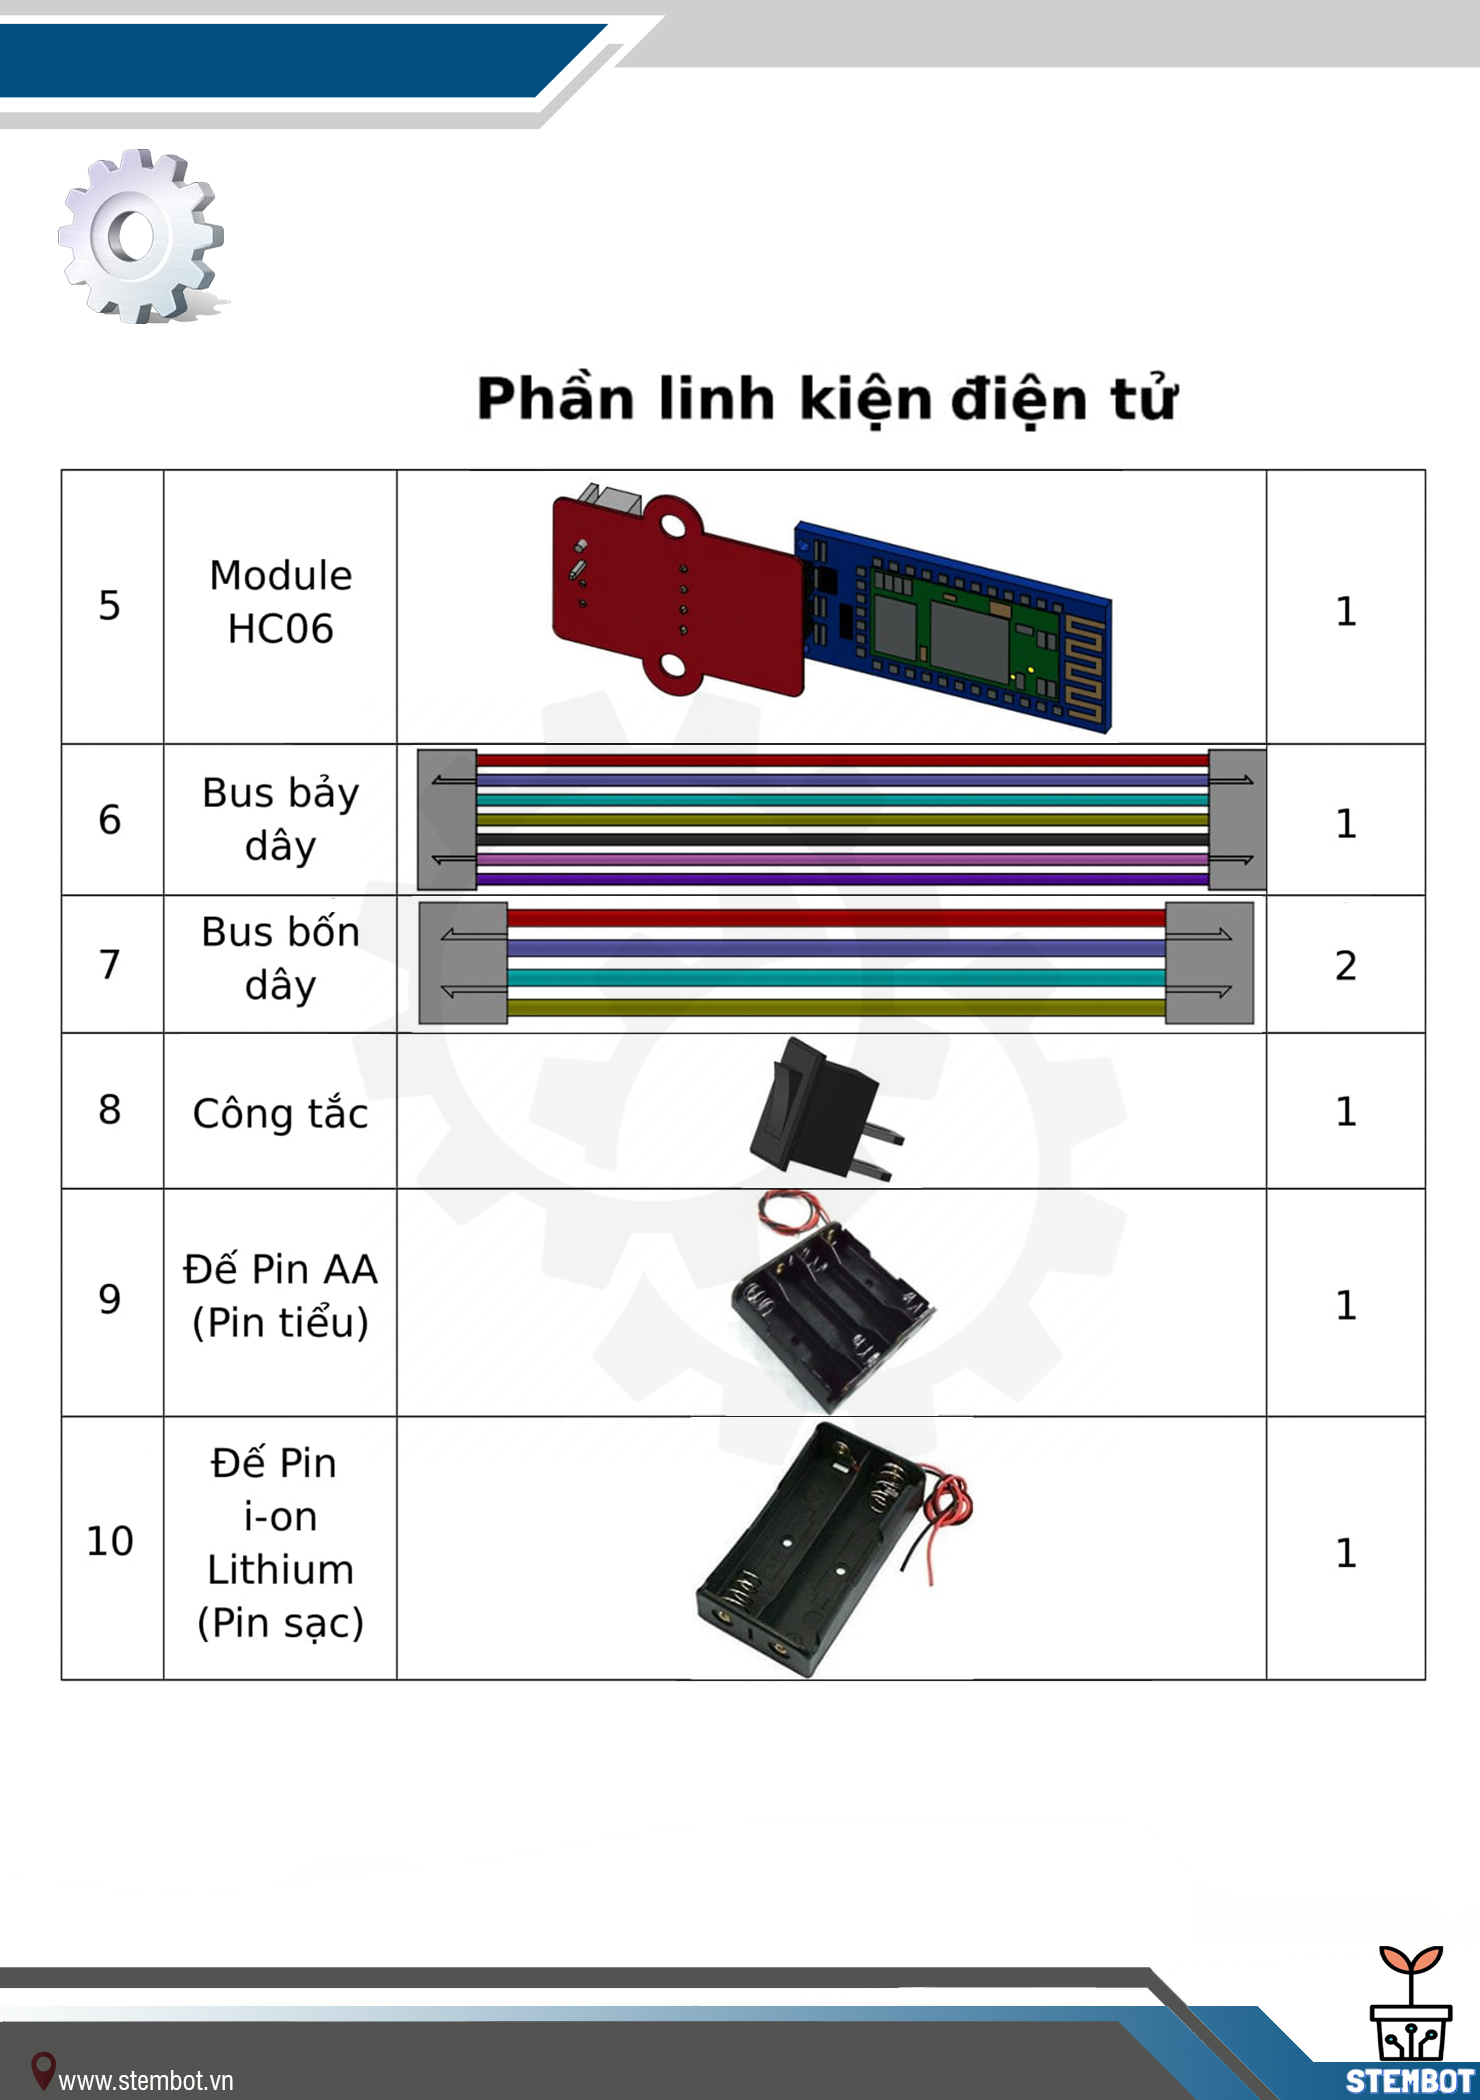 Phần linh kiện điện tử
5
Module
HC06
1
6
Bus bảy
dây
1
7
Bus bốn
dây
2
8
Công tắc
1
9
Đế Pin AA
(Pin tiểu)
1
10
Đế Pin
i-on
Lithium
(Pin sạc)
1
www.stembot.vn
STEMBOT